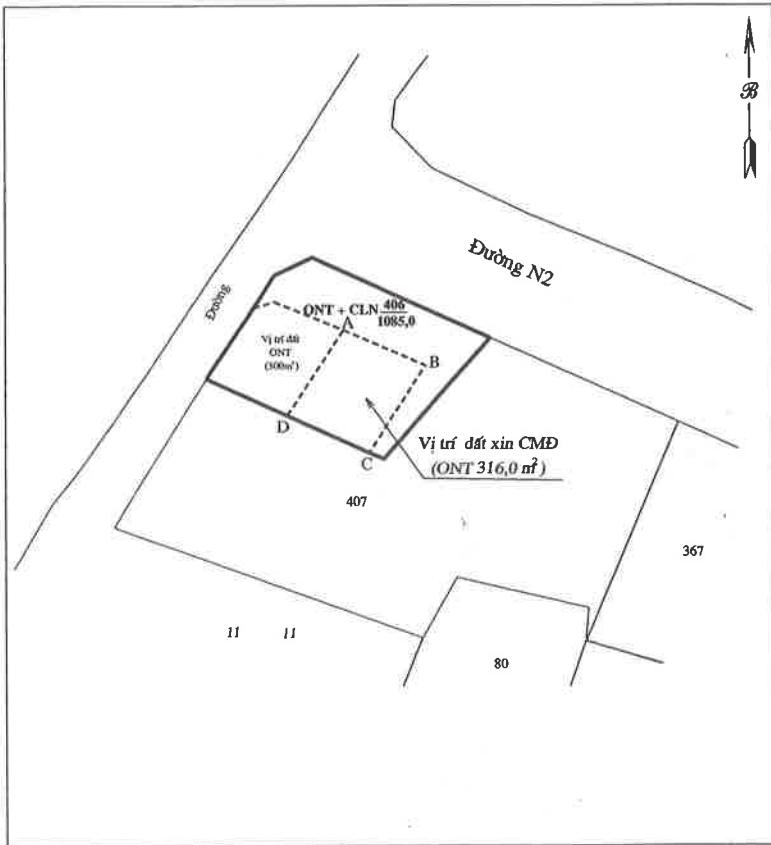 B
Đường N2
Đường
ONT + CLN 406
1085,0
A
Vị trí đất
ONT
(300m²)
B
D
C
Vị trí đất xin CMĐ
(ONT 316,0 m²)
407
367
11 11
80